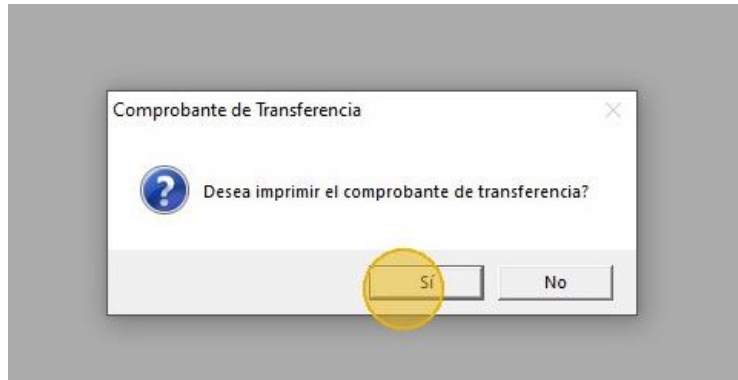 Comprobante de Transferencia
Desea imprimir el comprobante de transferencia?
Sí
No